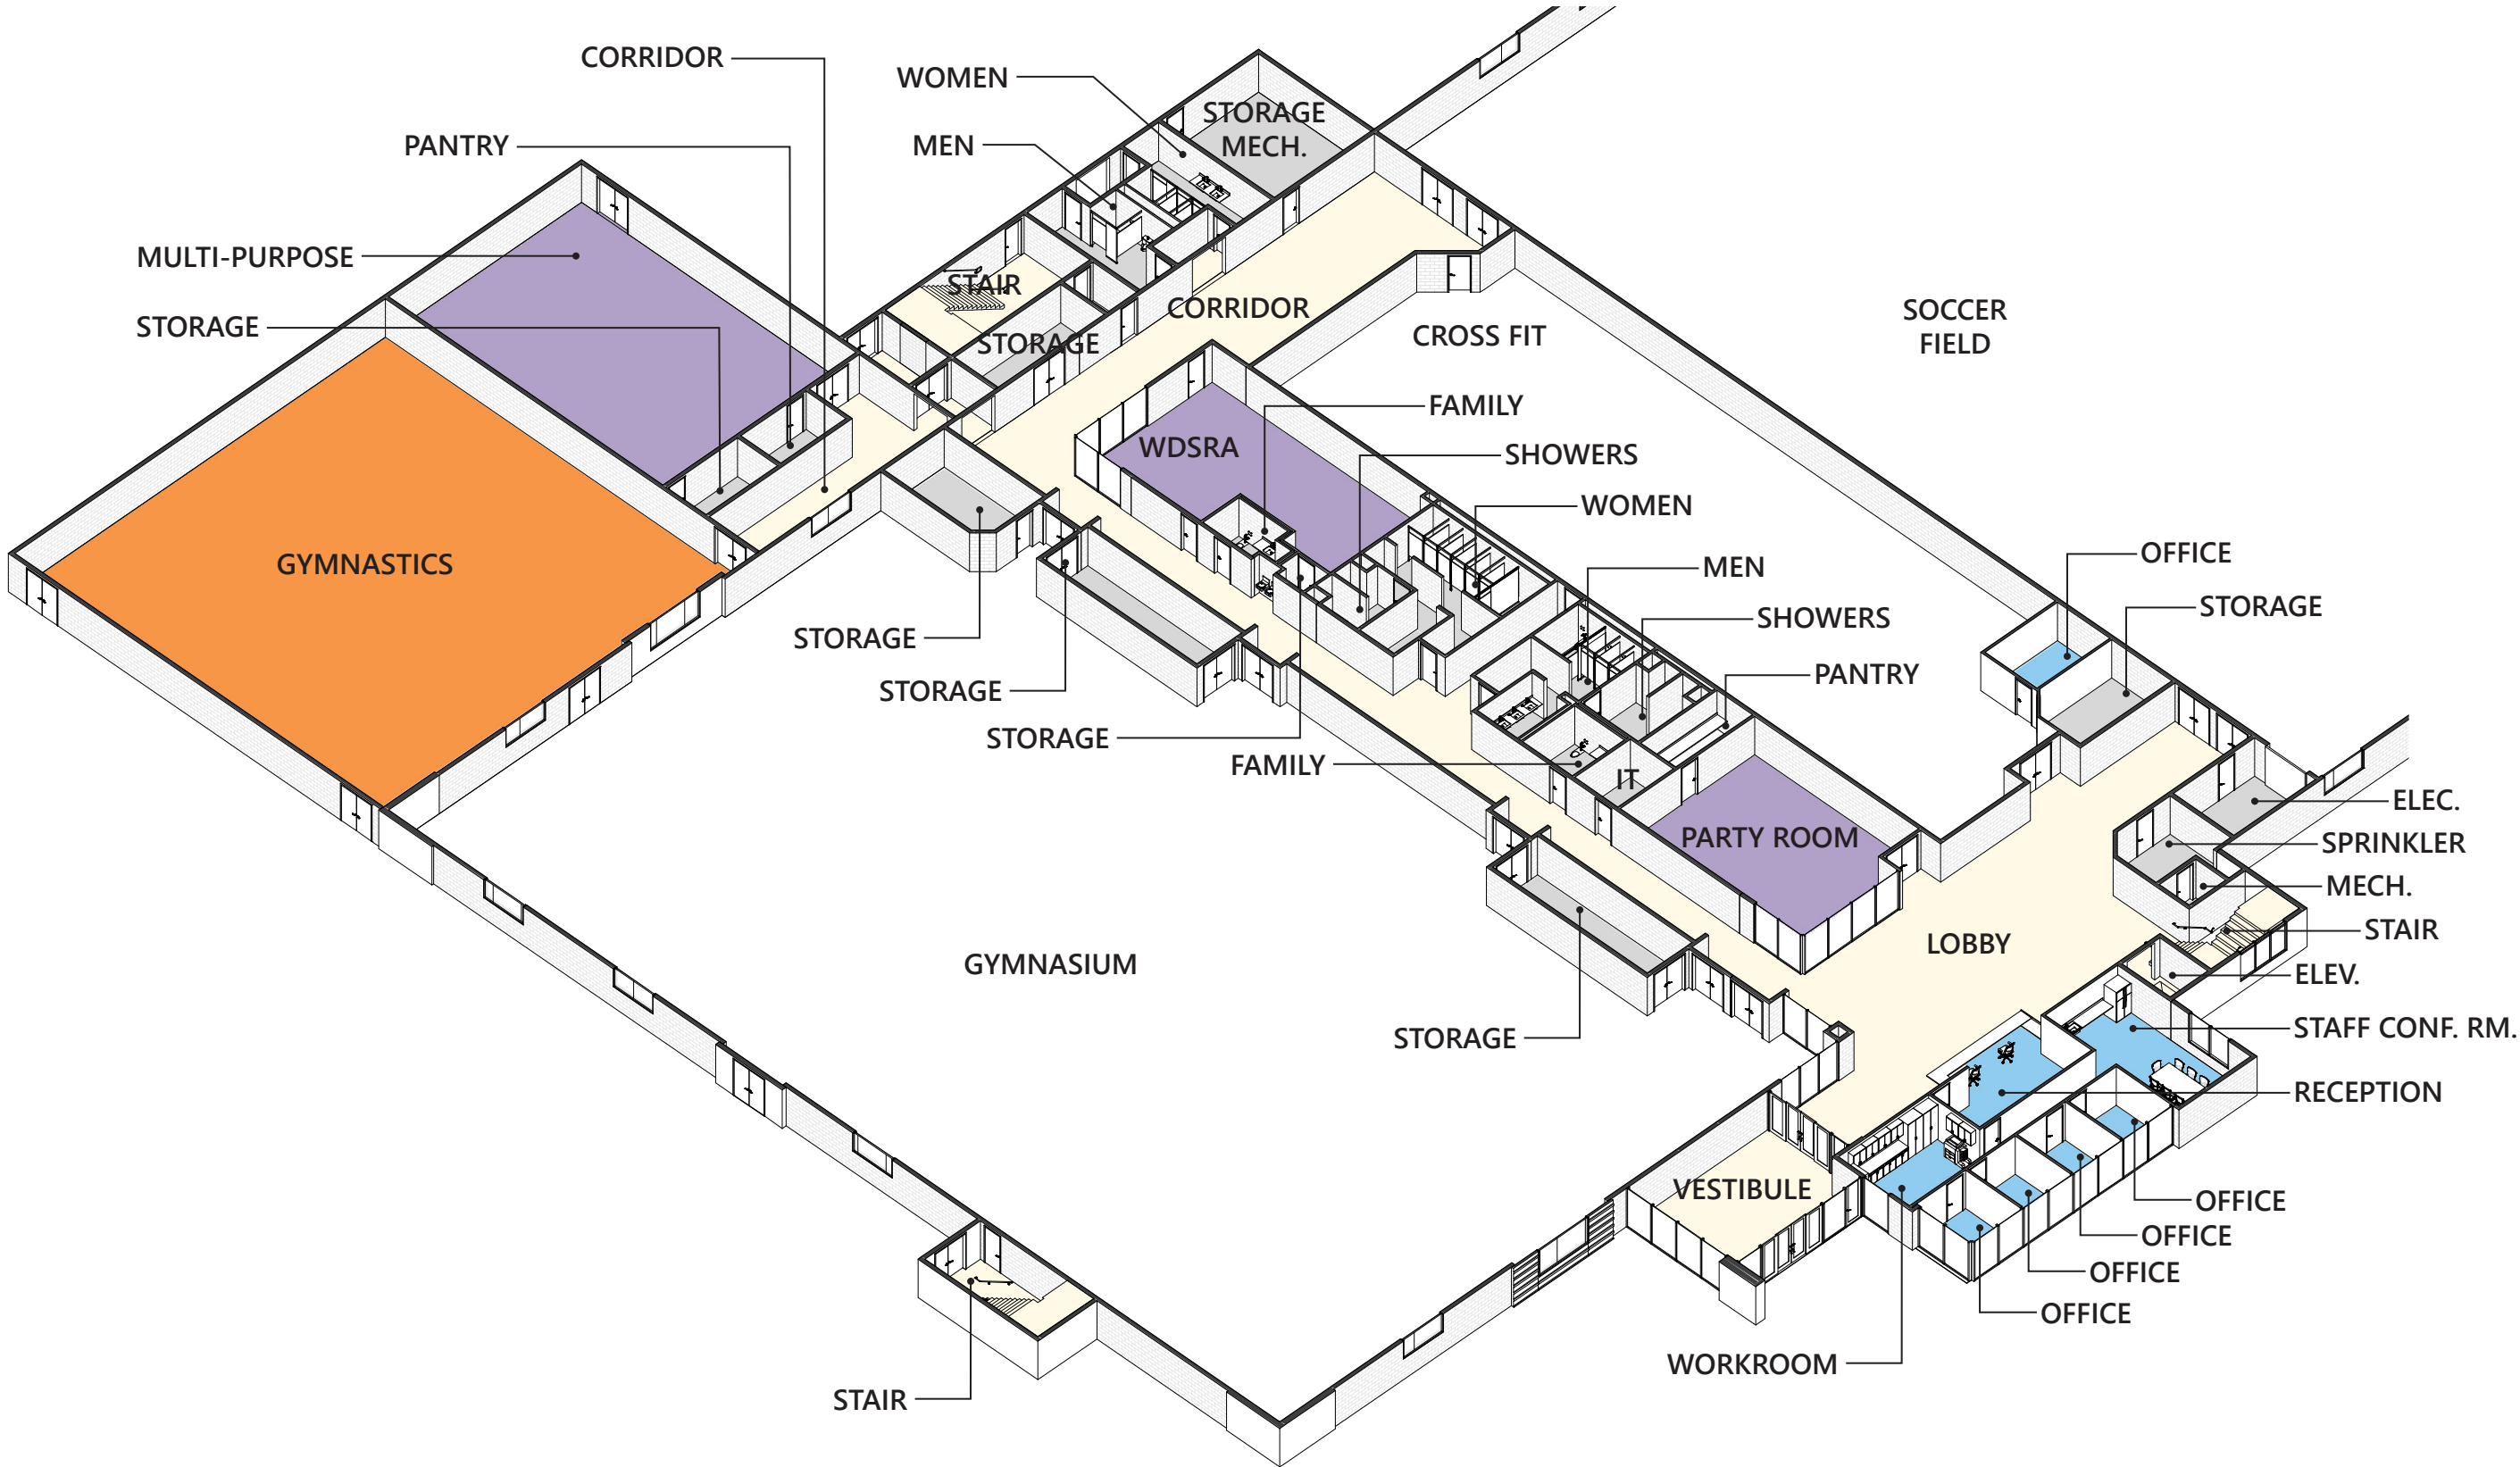 CORRIDOR
WOMEN
STORAGE
MECH.
MEN
PANTRY
MULTI-PURPOSE
STORAGE
STAIR
CORRIDOR
STORAGE
CROSS FIT
SOCCER
FIELD
FAMILY
WDSRA
SHOWERS
WOMEN
GYMNASTICS
OFFICE
MEN
STORAGE
SHOWERS
STORAGE
PANTRY
STORAGE
STORAGE
FAMILY
IT
ELEC.
PARTY ROOM
SPRINKLER
MECH.
STAIR
LOBBY
GYMNASIUM
ELEV.
STAFF CONF. RM.
STORAGE
RECEPTION
VESTIBULE
OFFICE
OFFICE
OFFICE
OFFICE
WORKROOM
STAIR